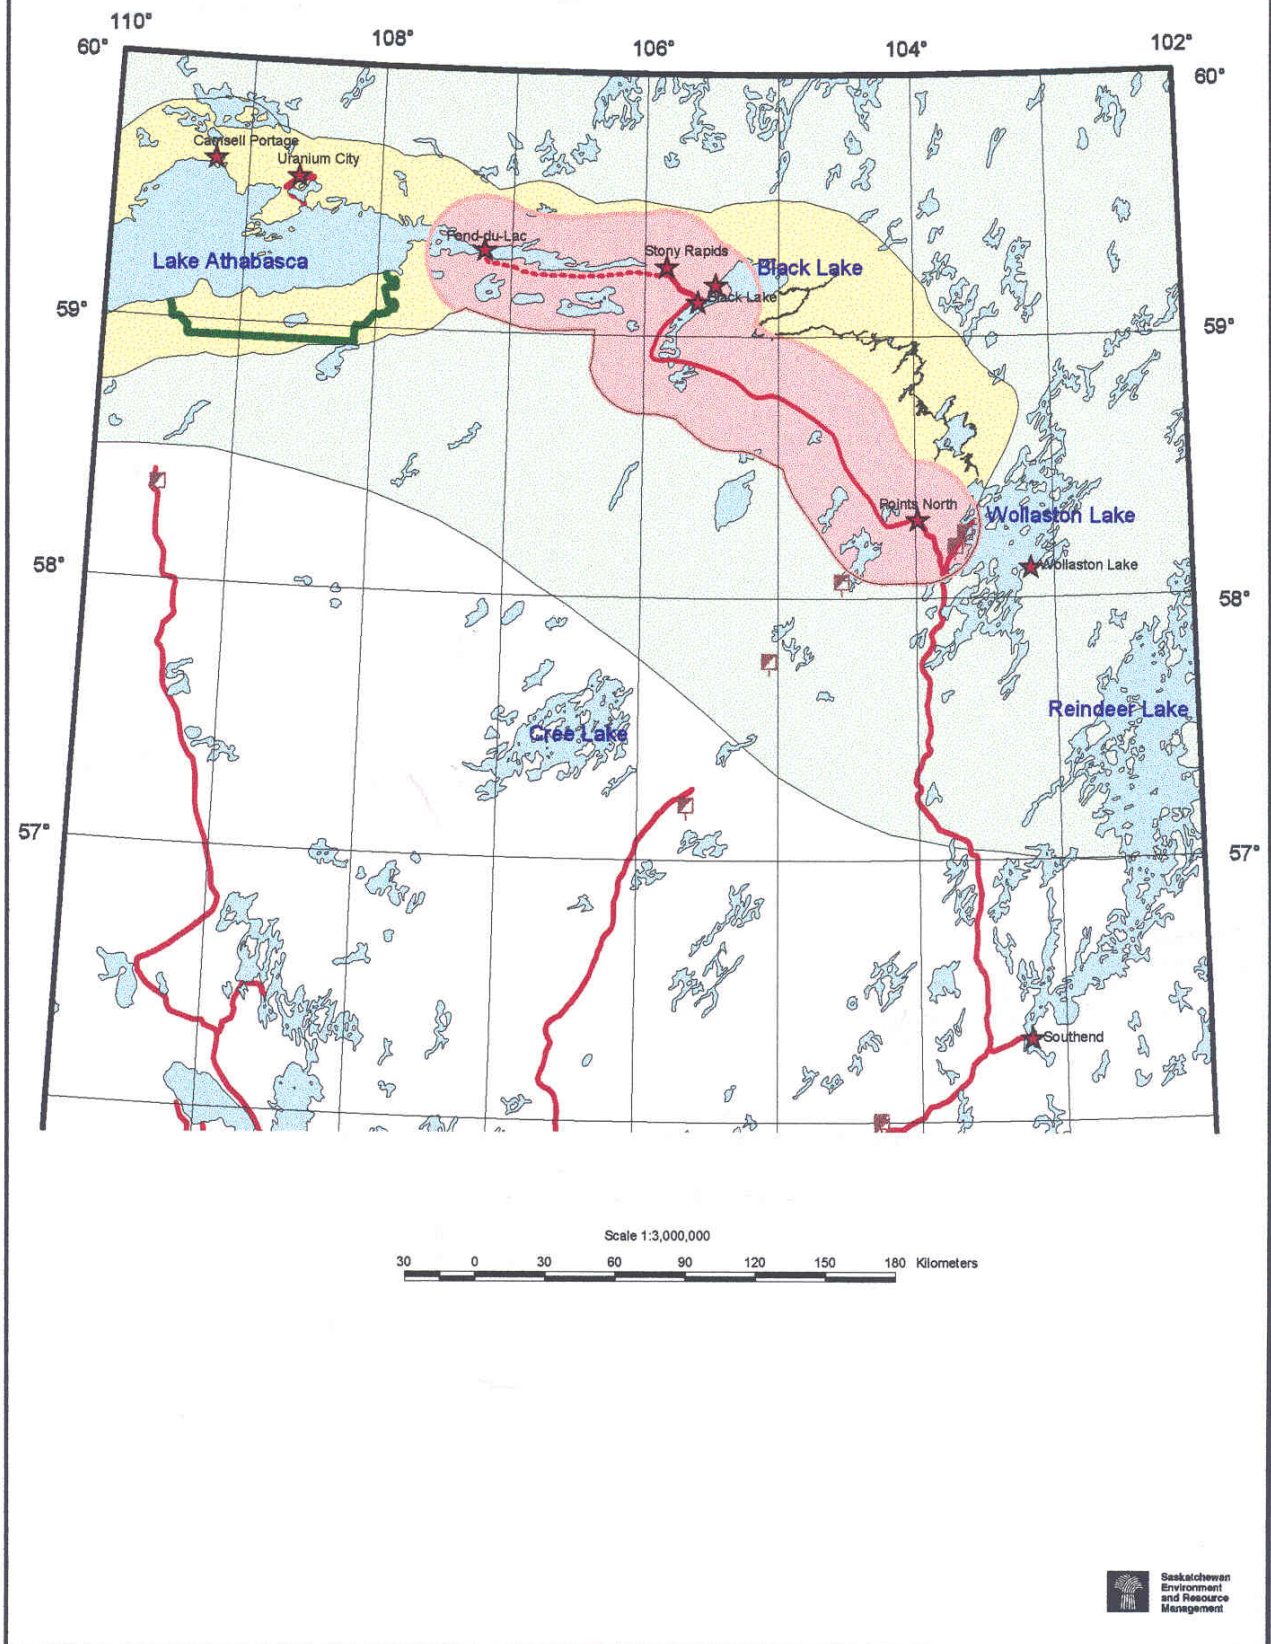 110°
60°
108°
106°
104°
102°
60°
Camsell Portage
Uranium City
Fond-du-Lac
Stony Rapids
Lake Athabasca
Black Lake
Black Lake
59°
59°
Points North
Wollaston Lake
Wollaston Lake
58°
58°
Reindeer Lake
Cree Lake
57°
57°
Southend
Scale 1:3,000,000
30 0 30 60 90 120 150 180 Kilometers
Saskatchewan
Environment
and Resource
Management